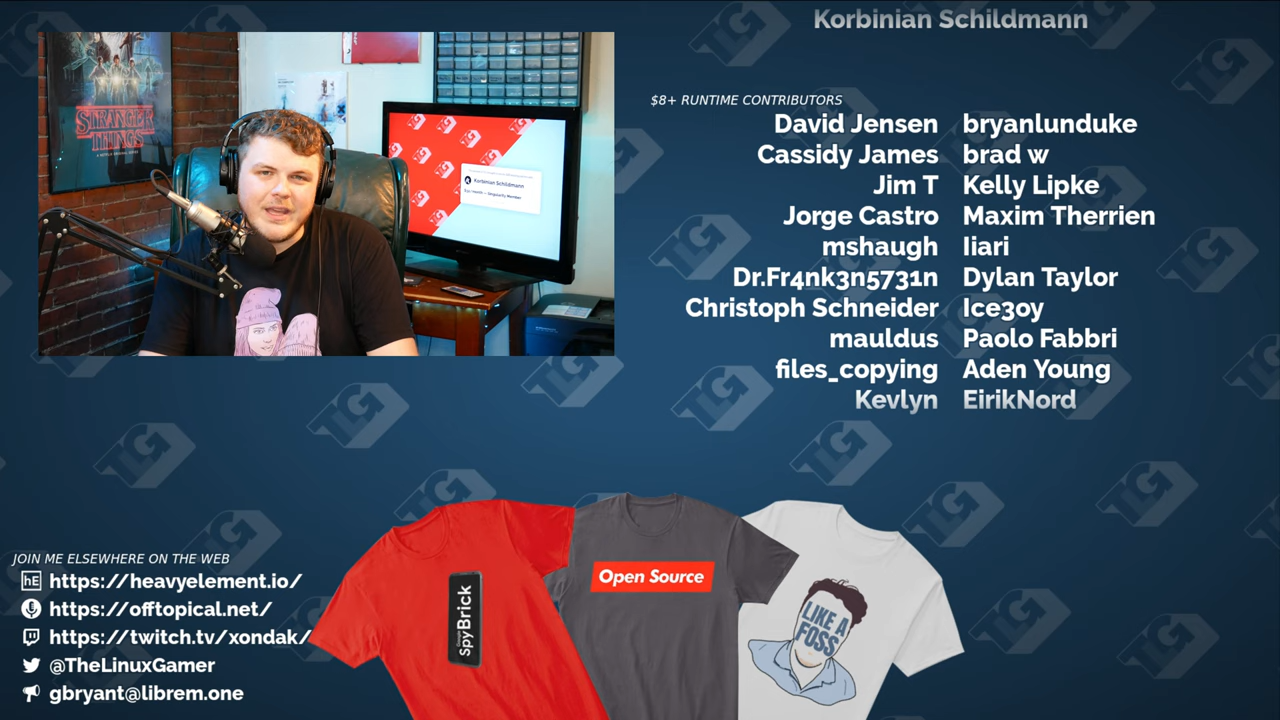 Korbinian Schildmann
STRANGER
THINGS
Korbinian Schildmann
$8+ RUNTIME CONTRIBUTORS
David Jensen bryanlunduke
Cassidy James brad w
Jim T Kelly Lipke
Jorge Castro Maxim Therrien
mshaugh Iiari
Dr.Fr4nk3n5731n Dylan Taylor
Christoph Schneider Ice3oy
mauldus Paolo Fabbri
files_copying Aden Young
Kevlyn EirikNord
JOIN ME ELSEWHERE ON THE WEB
hE https://heavyelement.io/
https://offtopical.net/
https://twitch.tv/xondak/
@TheLinuxGamer
gbryant@librem.one
Google
SpyBrick
Open Source
LIKE A
FOSS
TLG